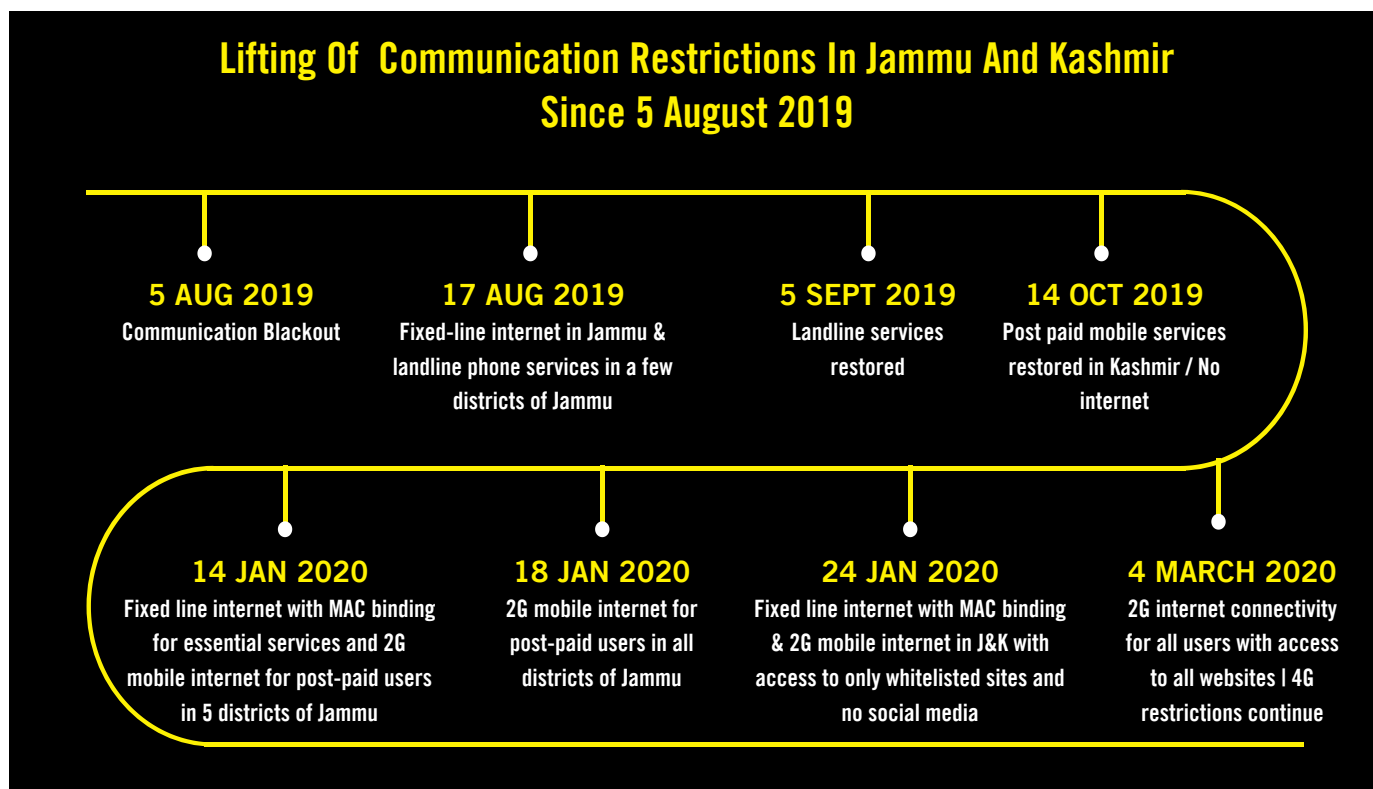 Lifting Of Communication Restrictions In Jammu And Kashmir
Since 5 August 2019
5 AUG 2019
Communication Blackout
17 AUG 2019
Fixed-line internet in Jammu &
landline phone services in a few
districts of Jammu
5 SEPT 2019
Landline services
restored
14 OCT 2019
Post paid mobile services
restored in Kashmir / No
internet
14 JAN 2020
Fixed line internet with MAC binding
for essential services and 2G
mobile internet for post-paid users
in 5 districts of Jammu
18 JAN 2020
2G mobile internet for
post-paid users in all
districts of Jammu
24 JAN 2020
Fixed line internet with MAC binding
& 2G mobile internet in J&K with
access to only whitelisted sites and
no social media
4 MARCH 2020
2G internet connectivity
for all users with access
to all websites | 4G
restrictions continue